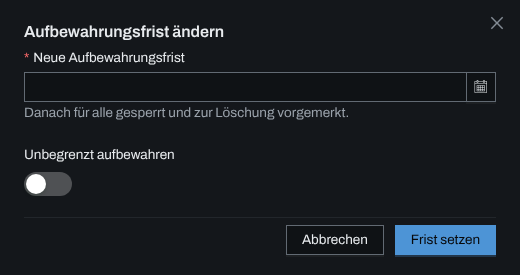 Aufbewahrungsfrist ändern
* Neue Aufbewahrungsfrist
Danach für alle gesperrt und zur Löschung vorgemerkt.
Unbegrenzt aufbewahren
Abbrechen
Frist setzen